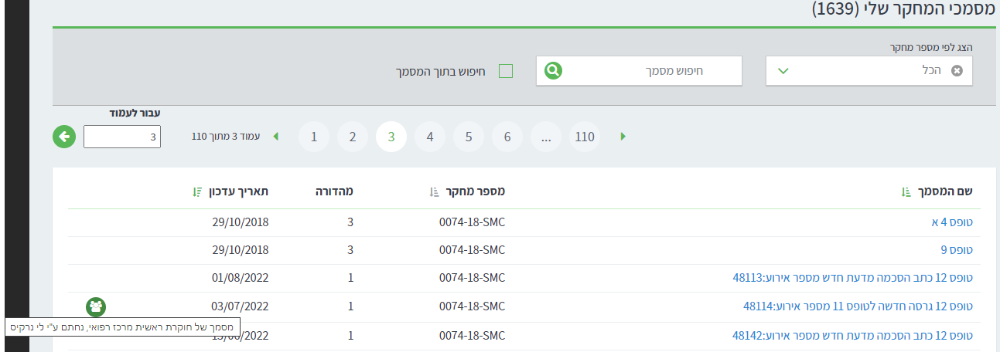 מסמכי המחקר שלי (1639)
הצג לפי מספר מחקר
הכל חיפוש מסמך חיפוש בתוך המסמך
עבור לעמוד
110 ... 6 5 4 3 2 1 עמוד 3 מתוך 110 3
שם המסמך מספר מחקר מהדורה תאריך עדכון
טופס 4 א 0074-18-SMC 3 29/10/2018
טופס 9 0074-18-SMC 3 29/10/2018
טופס 12 כתב הסכמה מדעת חדש מספר אירוע:48113 0074-18-SMC 1 01/08/2022
טופס 12 גרסה חדשה לטופס 11 מספר אירוע:48114 0074-18-SMC 1 03/07/2022
מסמך של חוקרת ראשית מרכז רפואי, נחתם ע"י לי נרקיס
טופס 12 כתב הסכמה מדעת חדש מספר אירוע:48142 0074-18-SMC 1